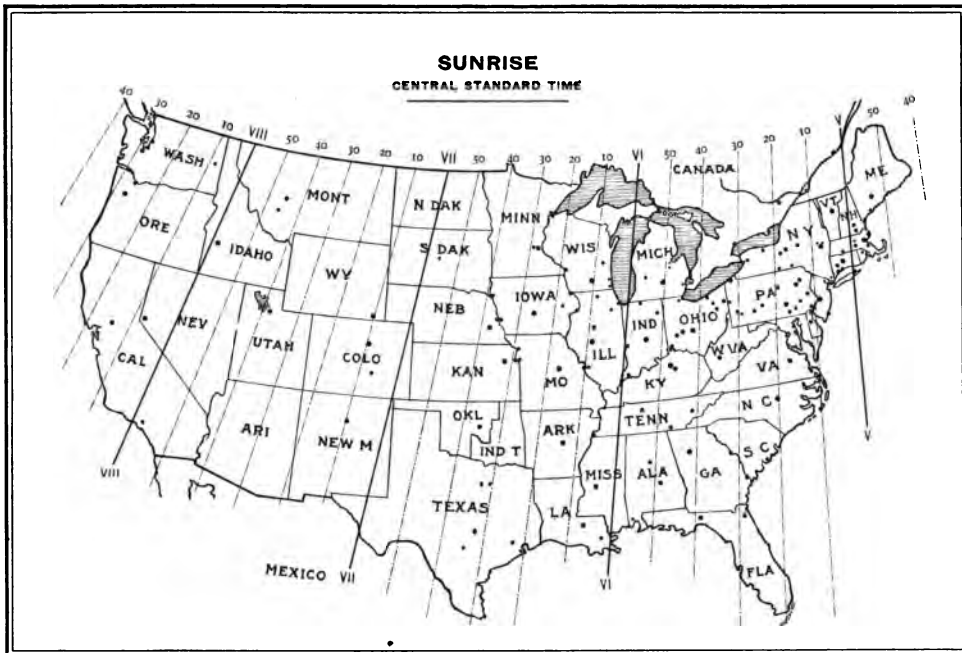 SUNRISE
CENTRAL STANDARD TIME
40 30 20 10 VIII 50 40 30 20 10 VII 50 40 30 20 10 VI 50 40 30 20 10 V 50 40
WASH
MONT
N DAK
MINN
CANADA
ME
VT
NH
ORE
IDAHO
S DAK
WIS
MICH
N Y
WY
IOWA
NEB
PA
NEV
UTAH
COLO
ILL
IND
OHIO
W VA
CAL
KAN
MO
KY
VA
ARI
NEW M
OKL
IND T
ARK
TENN
N C
S C
MISS
ALA
GA
VIII
TEXAS
LA
V
MEXICO VII
VI
FLA